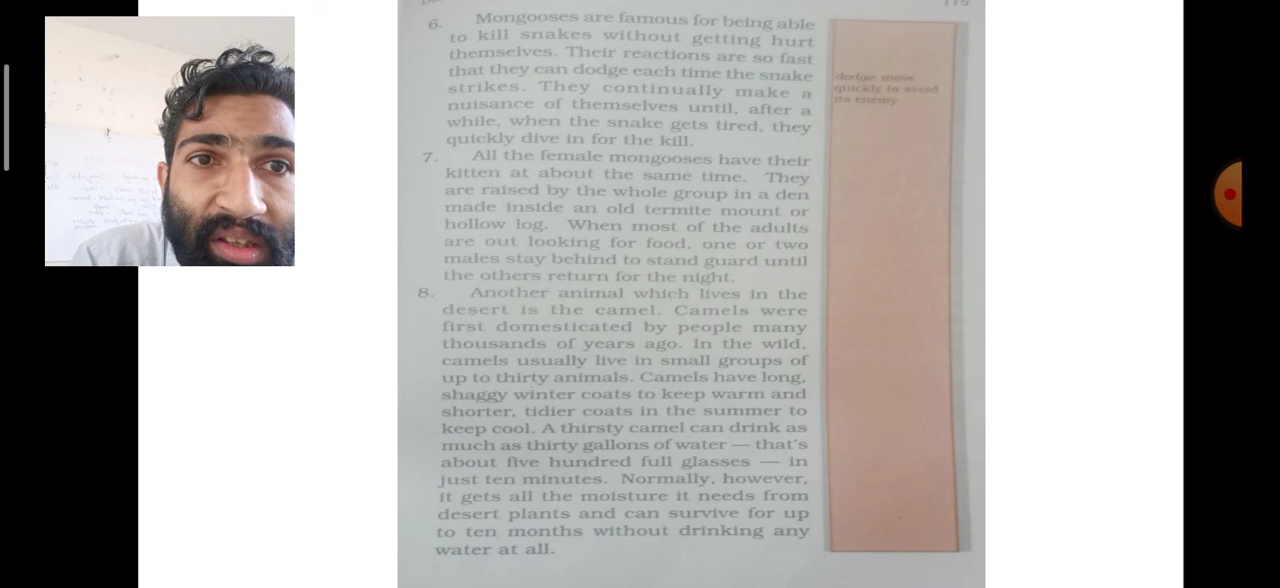 115
6. Mongooses are famous for being able
to kill snakes without getting hurt
themselves. Their reactions are so fast
that they can dodge each time the snake
strikes. They continually make a
nuisance of themselves until, after a
while, when the snake gets tired, they
quickly dive in for the kill.
7. All the female mongooses have their
kitten at about the same time. They
are raised by the whole group in a den
made inside an old termite mount or
hollow log. When most of the adults
are out looking for food, one or two
males stay behind to stand guard until
the others return for the night.
8. Another animal which lives in the
desert is the camel. Camels were
first domesticated by people many
thousands of years ago. In the wild,
camels usually live in small groups of
up to thirty animals. Camels have long,
shaggy winter coats to keep warm and
shorter, tidier coats in the summer to
keep cool. A thirsty camel can drink as
much as thirty gallons of water — that's
about five hundred full glasses — in
just ten minutes. Normally, however,
it gets all the moisture it needs from
desert plants and can survive for up
to ten months without drinking any
water at all.
dodge: move
quickly to avoid
its enemy